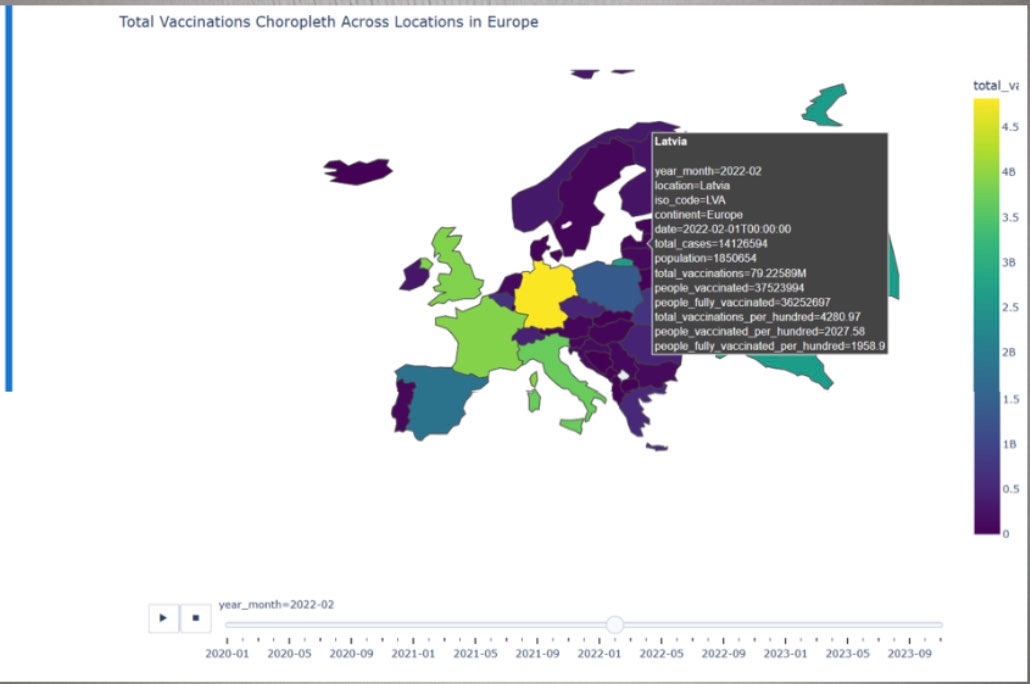 Total Vaccinations Choropleth Across Locations in Europe
total_va
4.5
4B
3.5
3B
2.5
2B
1.5
1B
0.5
0
Latvia
year_month=2022-02
location=Latvia
iso_code=LVA
continent=Europe
date=2022-02-01T00:00:00
total_cases=14126594
population=1850654
total_vaccinations=79.22589M
people_vaccinated=37523994
people_fully_vaccinated=36252697
total_vaccinations_per_hundred=4280.97
people_vaccinated_per_hundred=2027.58
people_fully_vaccinated_per_hundred=1958.9
year_month=2022-02
2020-01 2020-05 2020-09 2021-01 2021-05 2021-09 2022-01 2022-05 2022-09 2023-01 2023-05 2023-09